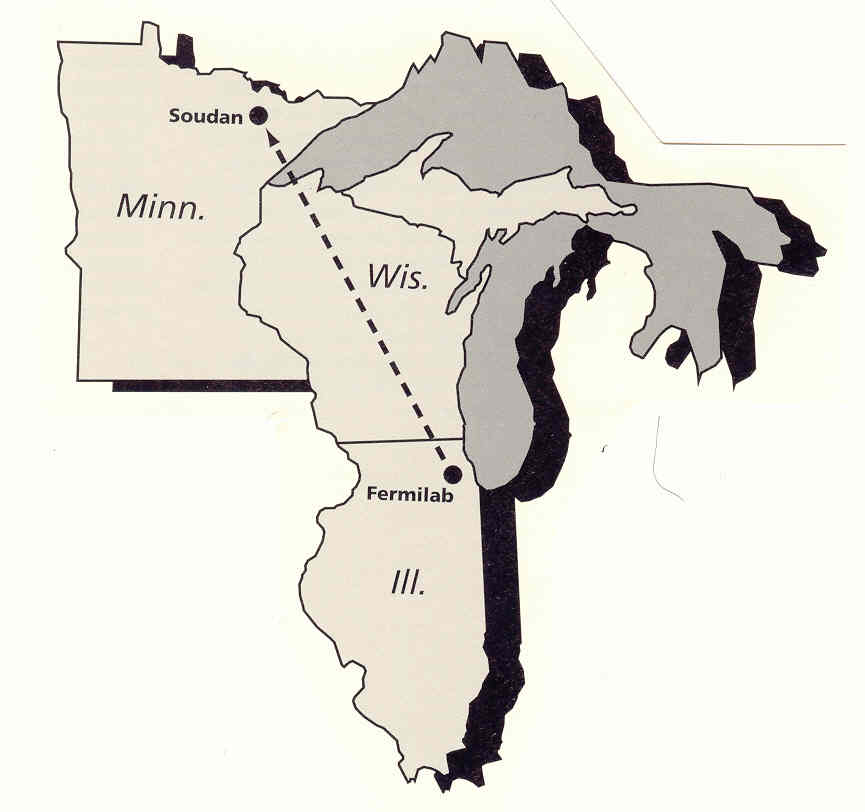 Soudan
Minn.
Wis.
Fermilab
Ill.